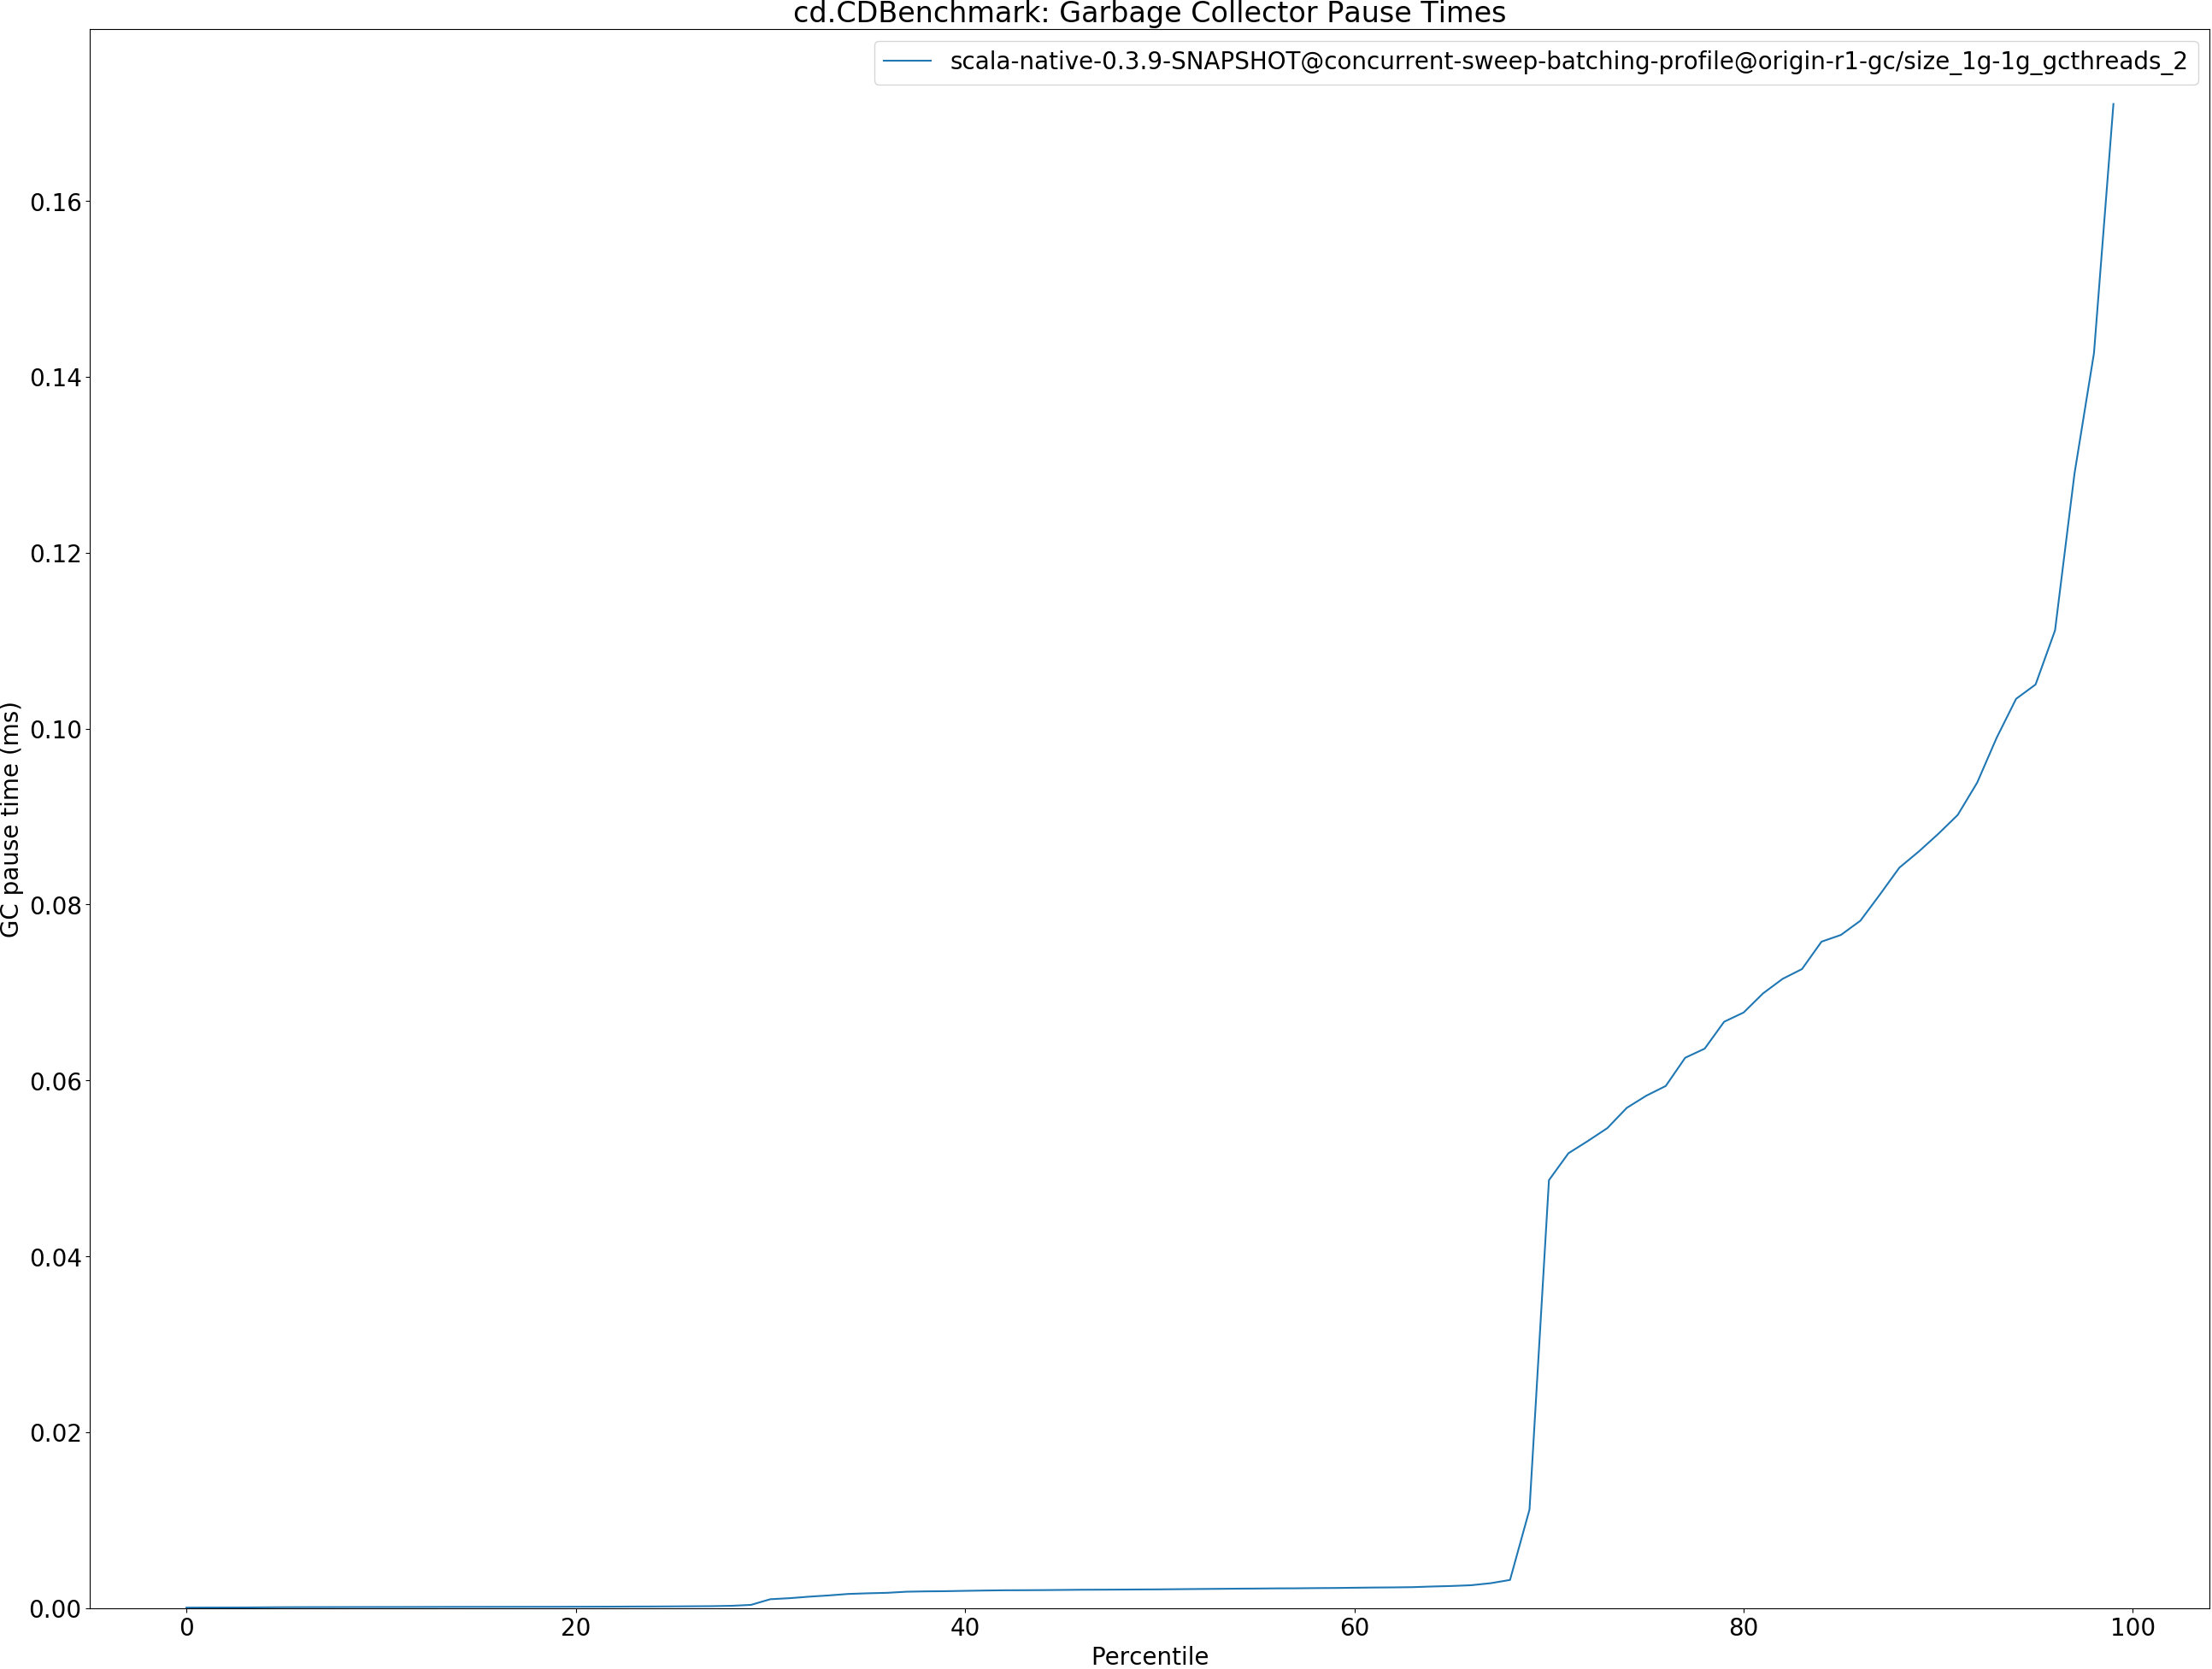 cd.CDBenchmark: Garbage Collector Pause Times
scala-native-0.3.9-SNAPSHOT@concurrent-sweep-batching-profile@origin-r1-gc/size_1g-1g_gcthreads_2
0.16
0.14
0.12
0.10
0.08
0.06
0.04
0.02
0.00
GC pause time (ms)
0 20 40 60 80 100
Percentile